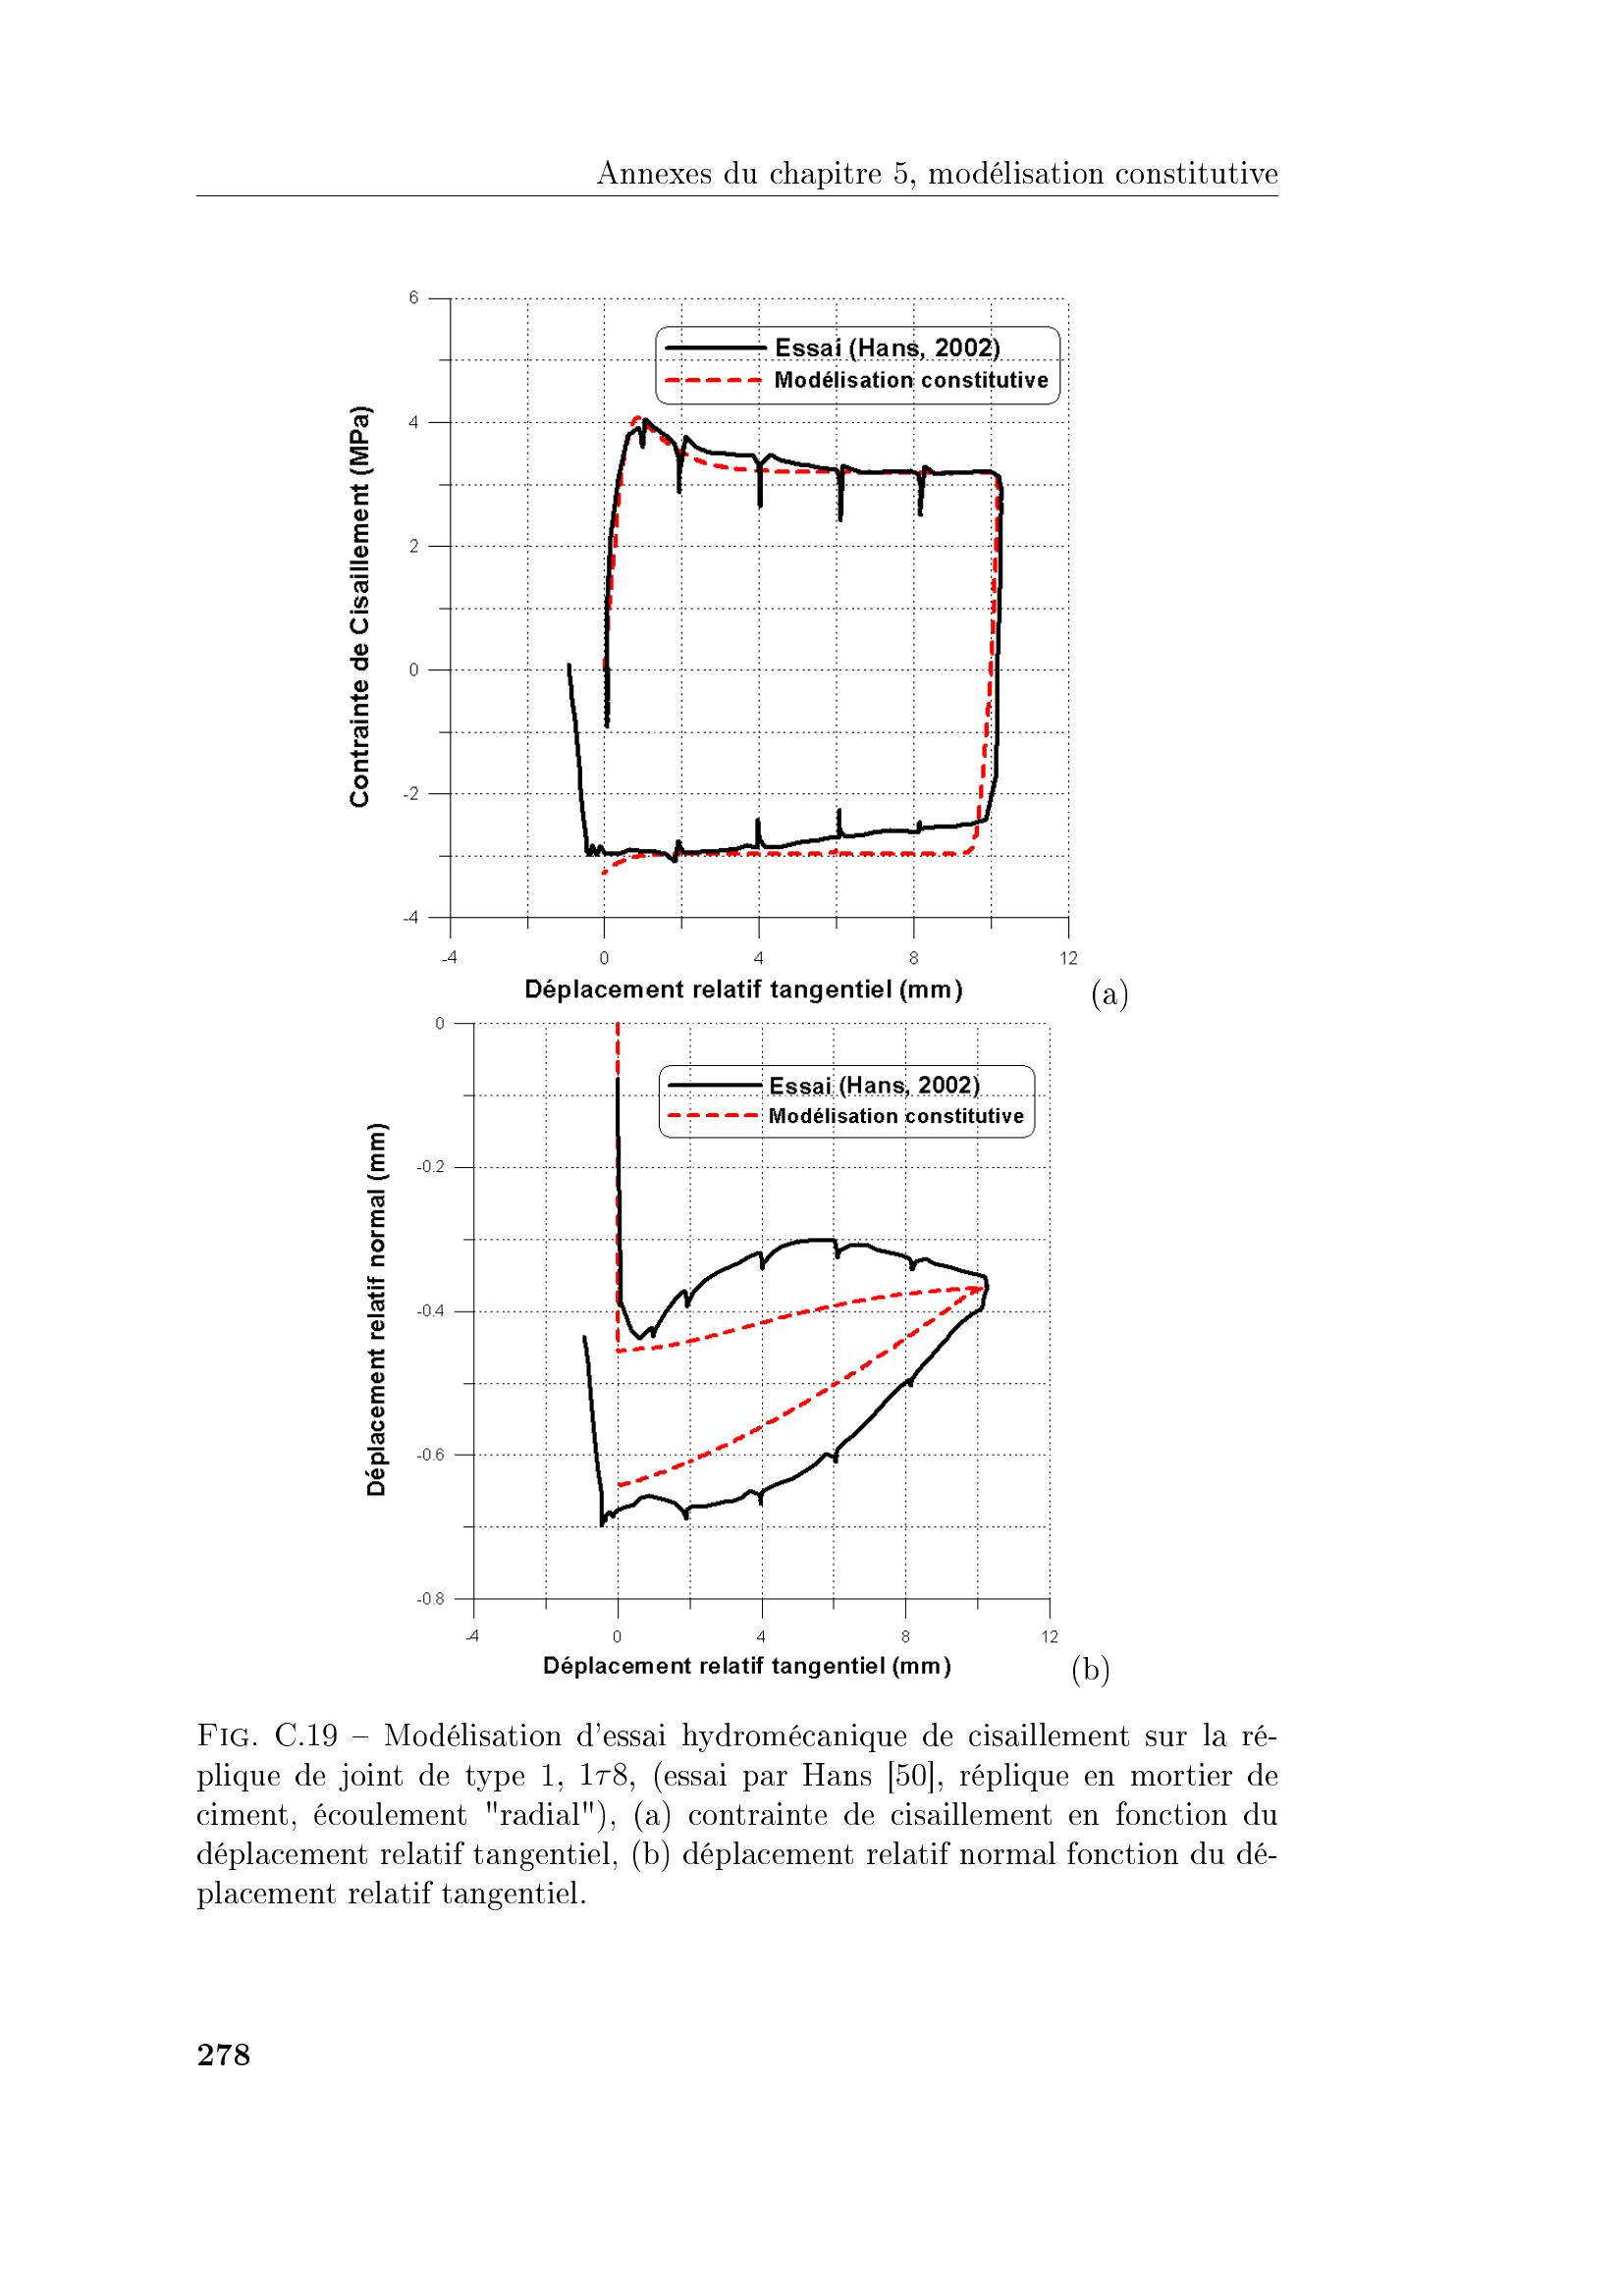 Annexes du chapitre 5, modélisation constitutive
6
Essai (Hans, 2002)
Modélisation constitutive
4
2
0
-2
-4
Contrainte de Cisaillement (MPa)
-4 0 4 8 12
Déplacement relatif tangentiel (mm)
(a)
0
Essai (Hans, 2002)
Modélisation constitutive
-0.2
-0.4
-0.6
-0.8
Déplacement relatif normal (mm)
-4 0 4 8 12
Déplacement relatif tangentiel (mm)
(b)
FIG. C.19 – Modélisation d'essai hydromécanique de cisaillement sur la ré-
plique de joint de type 1, 1τ8, (essai par Hans [50], réplique en mortier de
ciment, écoulement "radial"), (a) contrainte de cisaillement en fonction du
déplacement relatif tangentiel, (b) déplacement relatif normal fonction du dé-
placement relatif tangentiel.
278